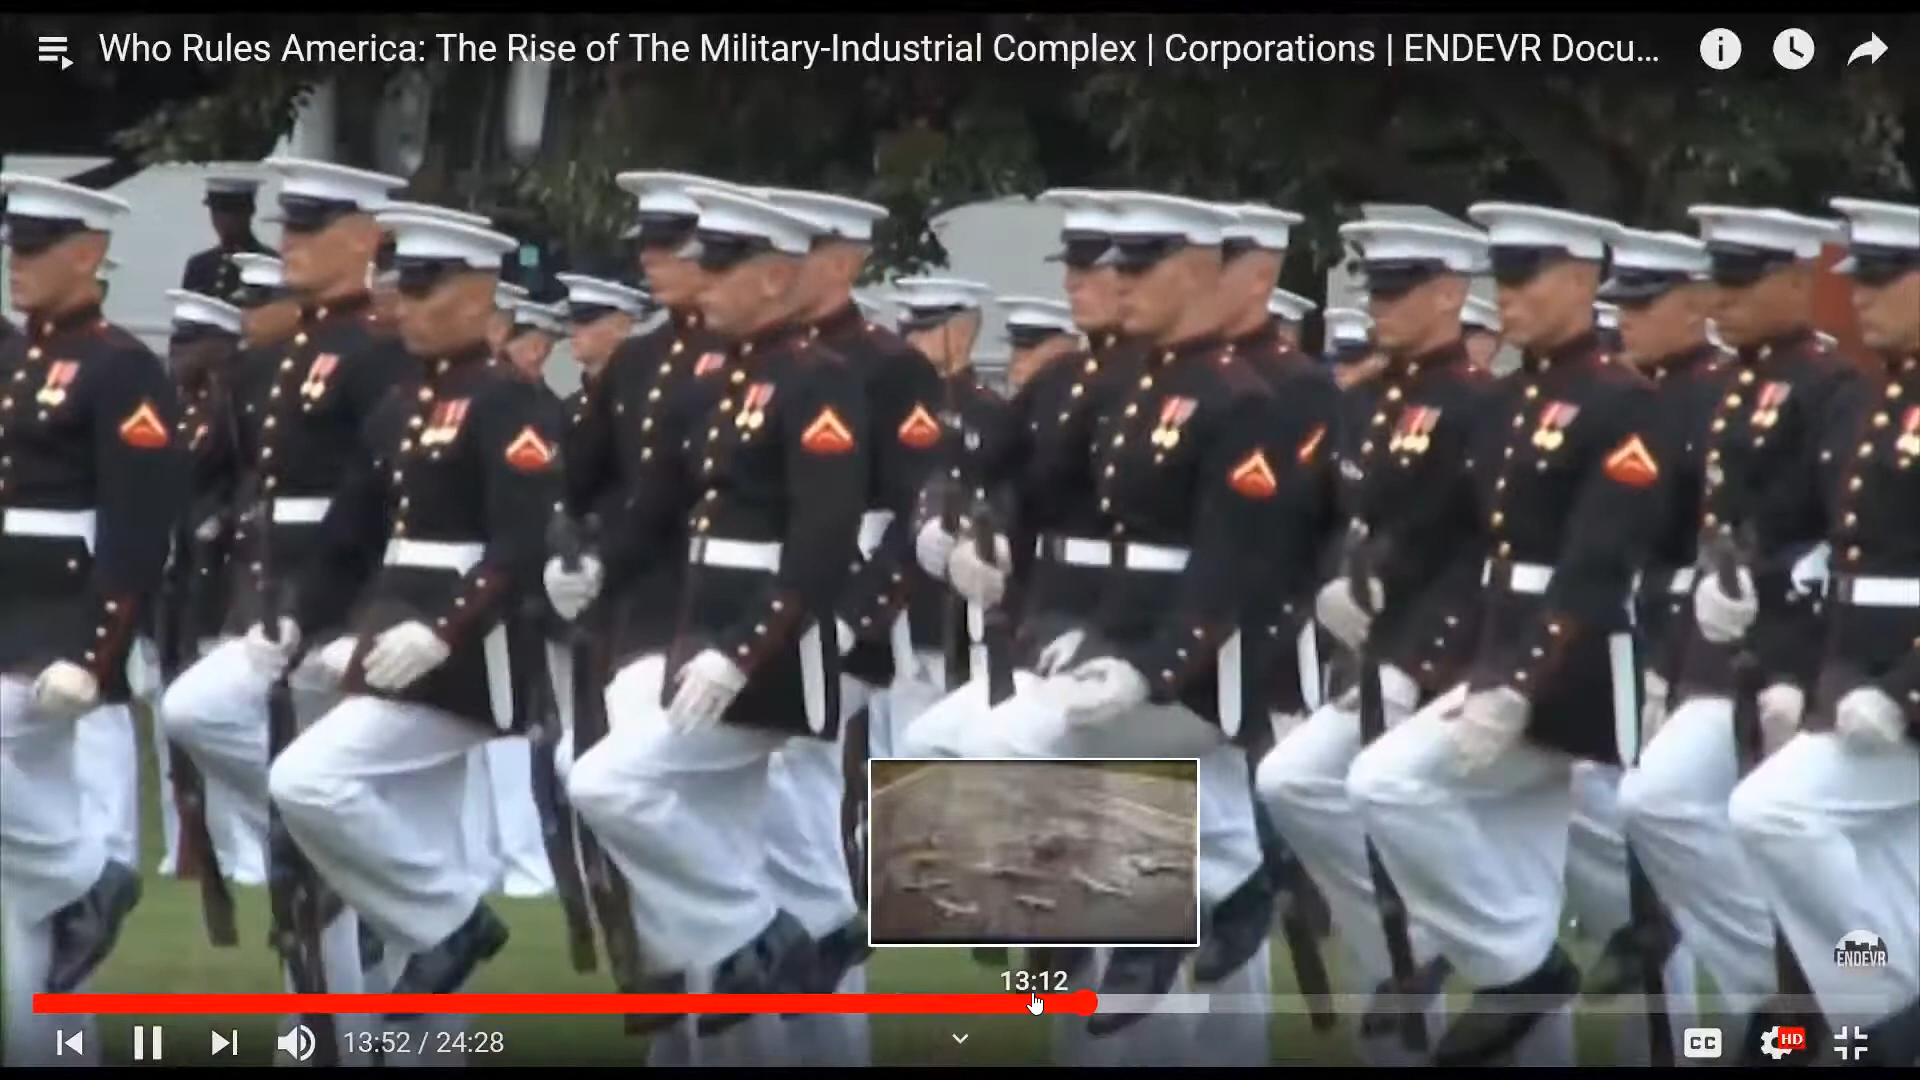 Who Rules America: The Rise of The Military-Industrial Complex | Corporations | ENDEVR Docu...
ENDEVR
13:12
13:52 / 24:28
CC
HD